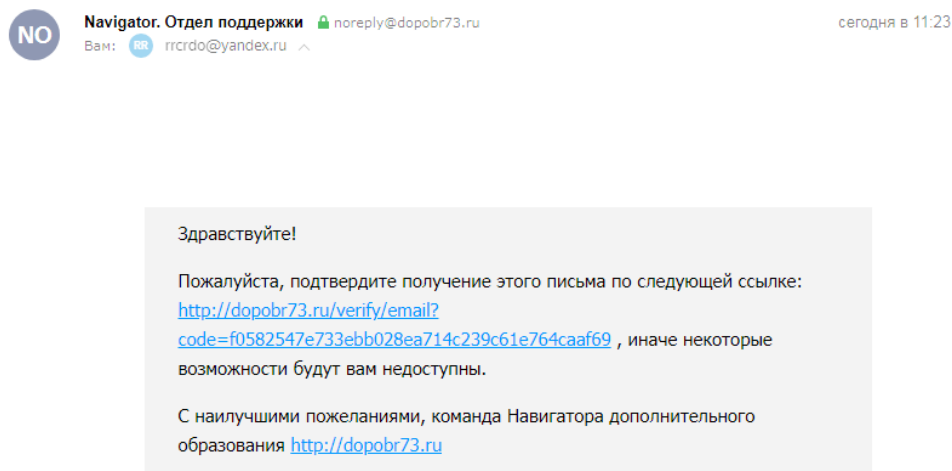 NO
Navigator. Отдел поддержки noreply@dopobr73.ru сегодня в 11:23
Вам: RR rrcrdo@yandex.ru
Здравствуйте!
Пожалуйста, подтвердите получение этого письма по следующей ссылке:
http://dopobr73.ru/verify/email?
code=f0582547e733ebb028ea714c239c61e764caaf69 , иначе некоторые
возможности будут вам недоступны.
С наилучшими пожеланиями, команда Навигатора дополнительного
образования http://dopobr73.ru